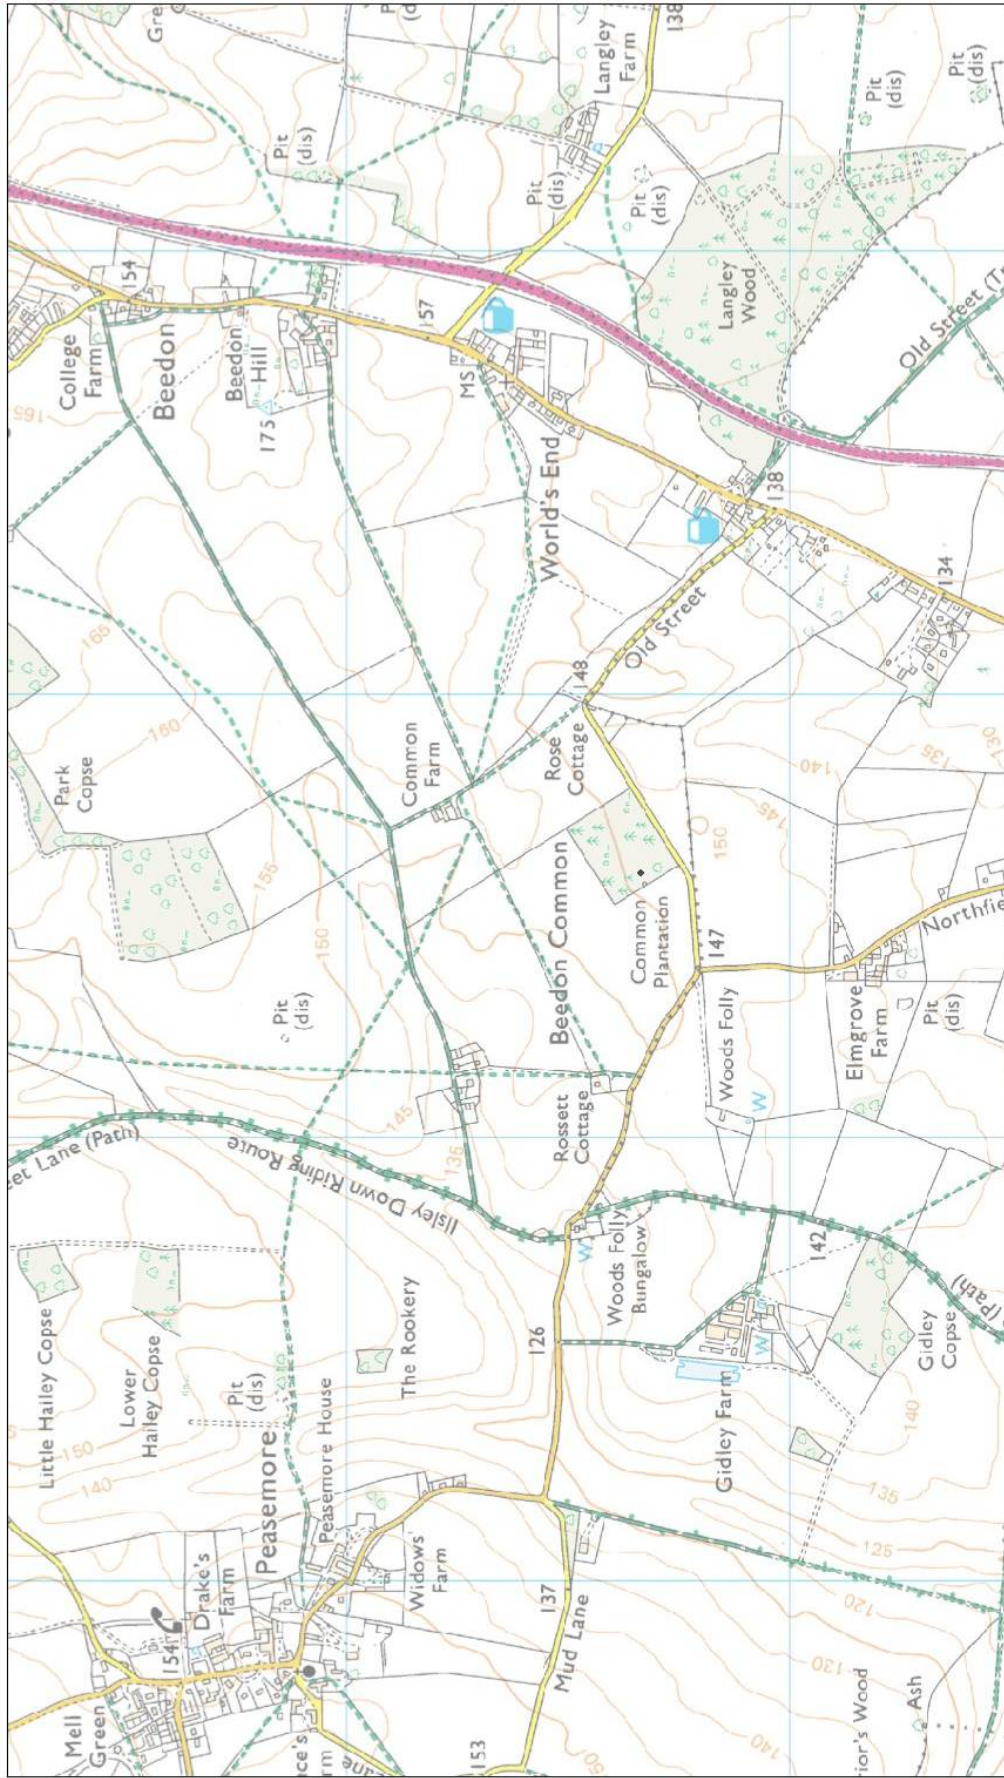 Mell
Green
154
Drake's
Farm
Peasemore
Peasemore House
Widows
Farm
137
Mud Lane
153
Ash
Little Hailey Copse
Lower
Hailey Copse
Pit
(dis)
The Rookery
150
140
126
Gidley Farm
W
135
125
120
130
140
140
Woods Folly
Bungalow
W
142
Gidley
Copse
(Path)
Lane (Path)
Ilsley Down Riding Route
135
145
Rossett
Cottage
Woods Folly
W
Pit
(dis)
Beedon Common
Common
Plantation
147
Elmgrove
Farm
Pit
(dis)
150
155
Park
Copse
160
165
Common
Farm
Rose
Cottage
148
Old Street
150
145
140
135
130
134
138
World's End
MS
157
College
Farm
165
154
Beedon
Beedon
Hill
175
Pit
(dis)
Pit
(dis)
Pit
(dis)
Langley
Farm
138
Langley
Wood
Old Street
Pit
(dis)
Pit
(dis)